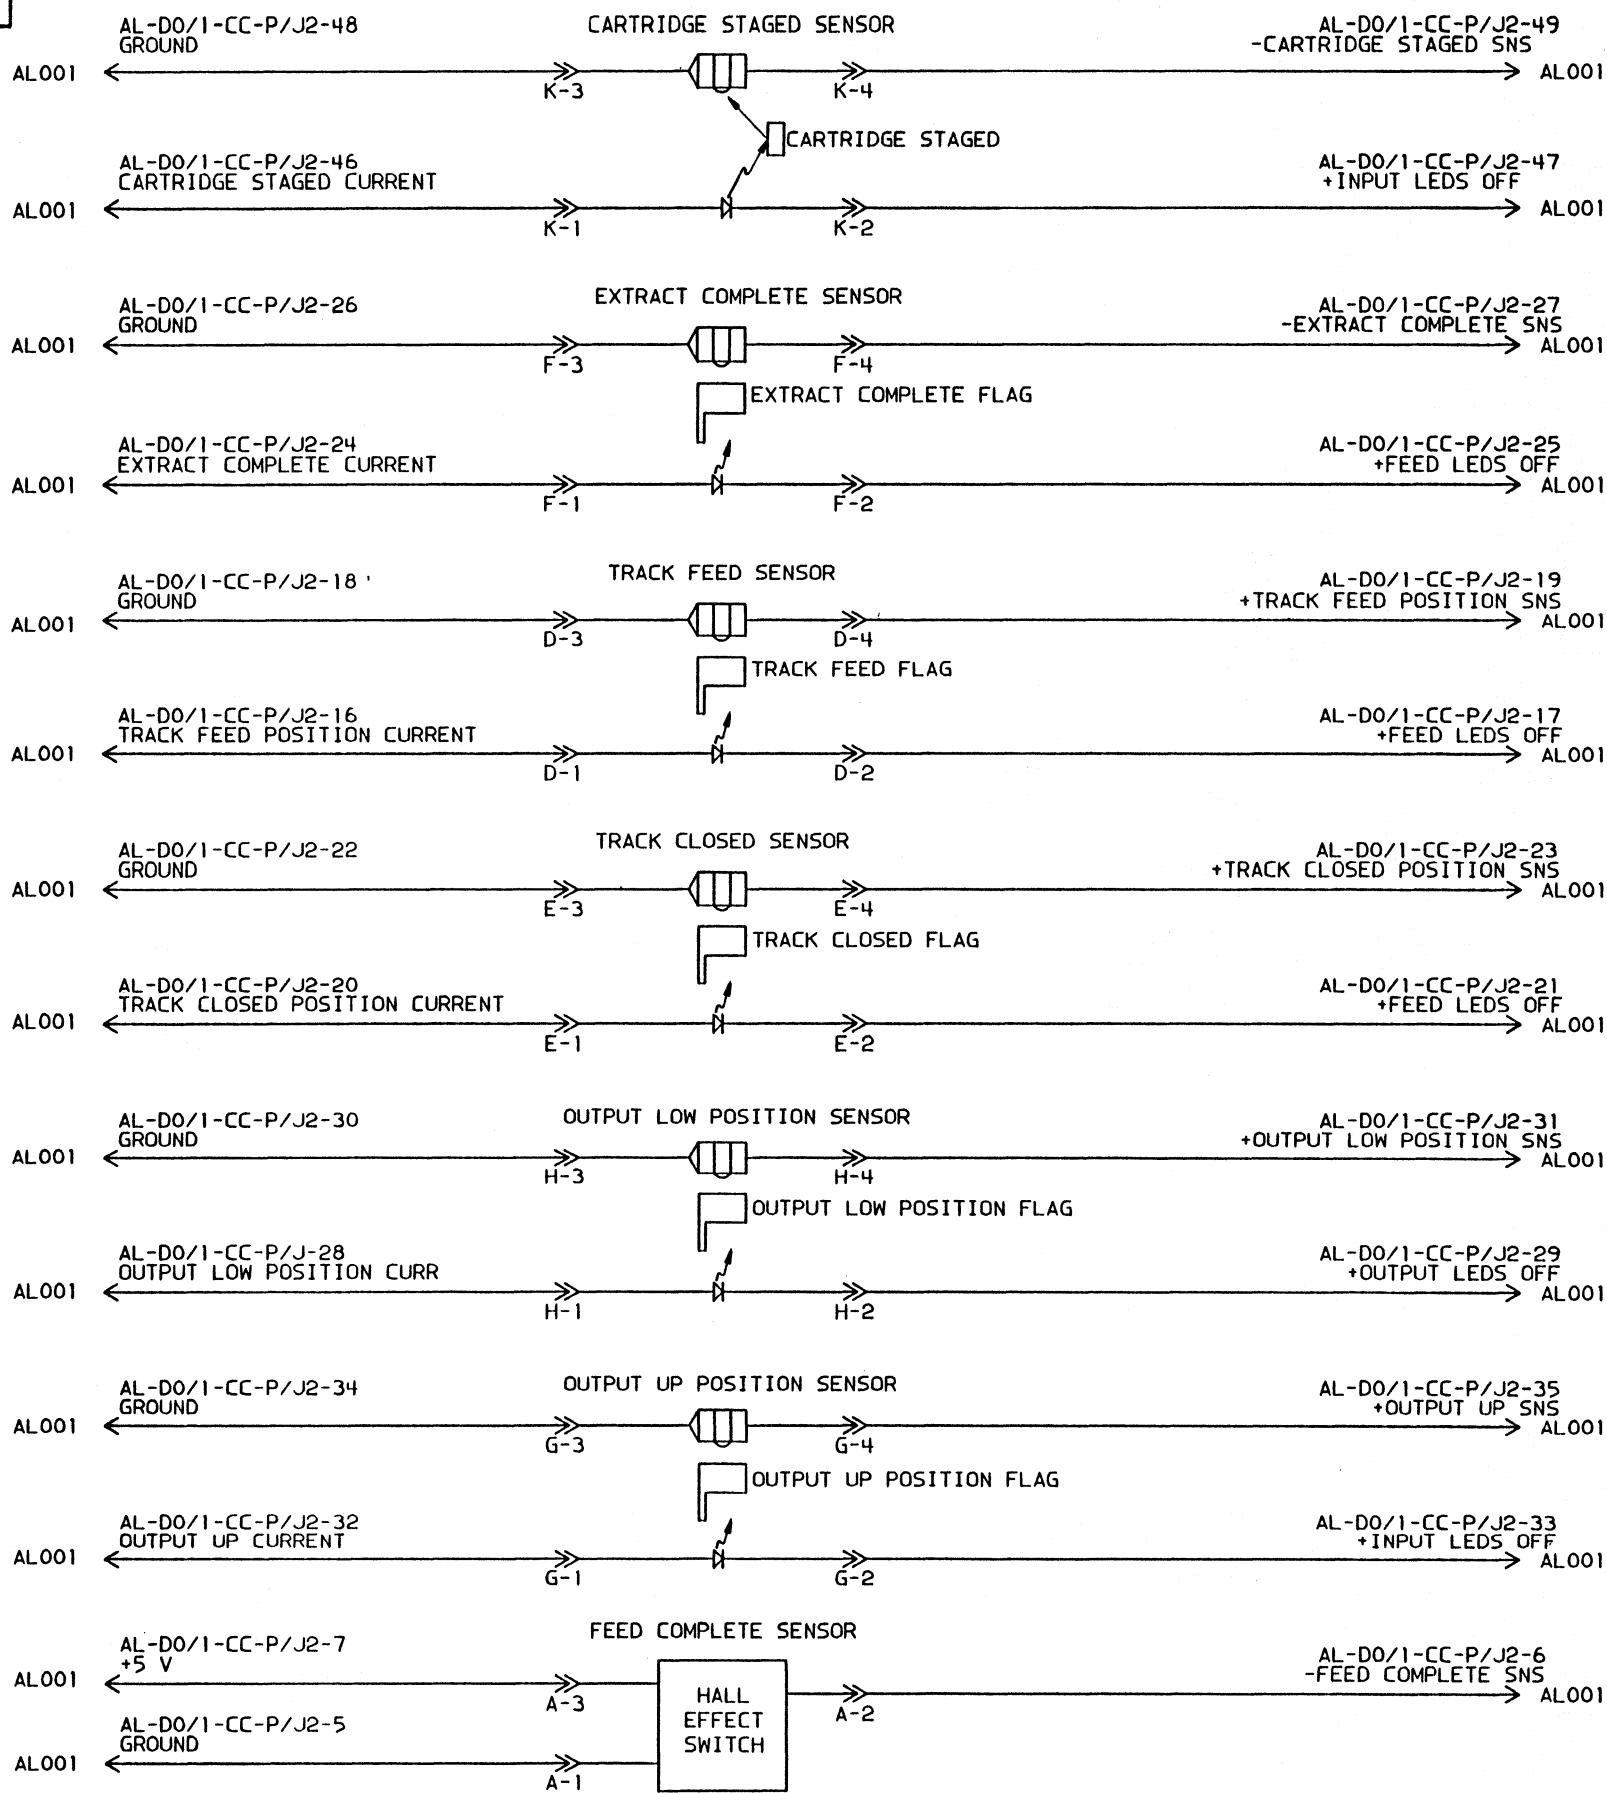 AL-D0/1-CC-P/J2-48
GROUND
CARTRIDGE STAGED SENSOR
AL-D0/1-CC-P/J2-49
-CARTRIDGE STAGED SNS
AL001
K-3
K-4
AL001
CARTRIDGE STAGED
AL-D0/1-CC-P/J2-46
CARTRIDGE STAGED CURRENT
AL-D0/1-CC-P/J2-47
+INPUT LEDS OFF
AL001
K-1
K-2
AL001
AL-D0/1-CC-P/J2-26
GROUND
EXTRACT COMPLETE SENSOR
AL-D0/1-CC-P/J2-27
-EXTRACT COMPLETE SNS
AL001
F-3
F-4
AL001
EXTRACT COMPLETE FLAG
AL-D0/1-CC-P/J2-24
EXTRACT COMPLETE CURRENT
AL-D0/1-CC-P/J2-25
+FEED LEDS OFF
AL001
F-1
F-2
AL001
AL-D0/1-CC-P/J2-18
GROUND
TRACK FEED SENSOR
AL-D0/1-CC-P/J2-19
+TRACK FEED POSITION SNS
AL001
D-3
D-4
AL001
TRACK FEED FLAG
AL-D0/1-CC-P/J2-16
TRACK FEED POSITION CURRENT
AL-D0/1-CC-P/J2-17
+FEED LEDS OFF
AL001
D-1
D-2
AL001
AL-D0/1-CC-P/J2-22
GROUND
TRACK CLOSED SENSOR
AL-D0/1-CC-P/J2-23
+TRACK CLOSED POSITION SNS
AL001
E-3
E-4
AL001
TRACK CLOSED FLAG
AL-D0/1-CC-P/J2-20
TRACK CLOSED POSITION CURRENT
AL-D0/1-CC-P/J2-21
+FEED LEDS OFF
AL001
E-1
E-2
AL001
AL-D0/1-CC-P/J2-30
GROUND
OUTPUT LOW POSITION SENSOR
AL-D0/1-CC-P/J2-31
+OUTPUT LOW POSITION SNS
AL001
H-3
H-4
AL001
OUTPUT LOW POSITION FLAG
AL-D0/1-CC-P/J-28
OUTPUT LOW POSITION CURR
AL-D0/1-CC-P/J2-29
+OUTPUT LEDS OFF
AL001
H-1
H-2
AL001
AL-D0/1-CC-P/J2-34
GROUND
OUTPUT UP POSITION SENSOR
AL-D0/1-CC-P/J2-35
+OUTPUT UP SNS
AL001
G-3
G-4
AL001
OUTPUT UP POSITION FLAG
AL-D0/1-CC-P/J2-32
OUTPUT UP CURRENT
AL-D0/1-CC-P/J2-33
+INPUT LEDS OFF
AL001
G-1
G-2
AL001
FEED COMPLETE SENSOR
AL-D0/1-CC-P/J2-7
+5 V
AL-D0/1-CC-P/J2-6
-FEED COMPLETE SNS
AL001
A-3
HALL
EFFECT
SWITCH
A-2
AL001
AL-D0/1-CC-P/J2-5
GROUND
AL001
A-1